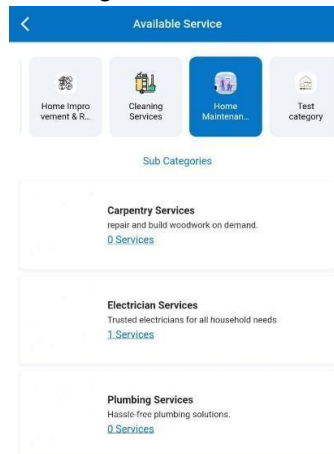 Available Service
Home Impro
vement & R...
Cleaning
Services
Home
Maintenan...
Test
category
Sub Categories
Carpentry Services
repair and build woodwork on demand.
0 Services
Electrician Services
Trusted electricians for all household needs
1 Services
Plumbing Services
Hassle-free plumbing solutions.
0 Services